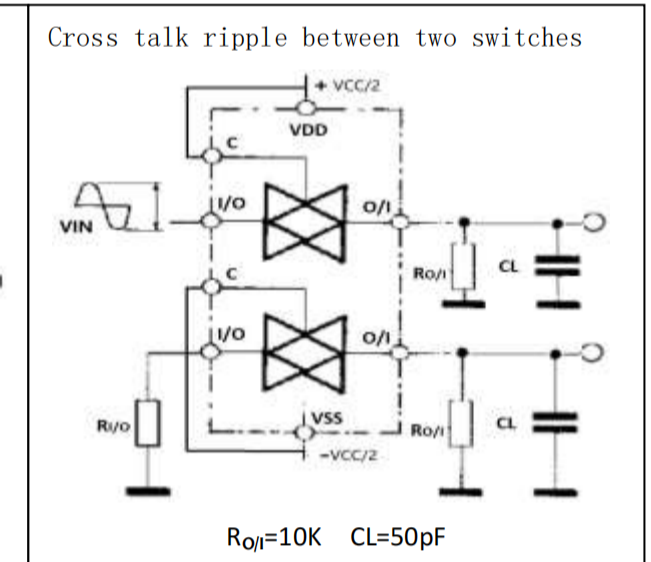 Cross talk ripple between two switches
+ VCC/2
VDD
C
I/O
O/I
VIN
RO/I
CL
C
I/O
O/I
RI/O
VSS
RO/I
CL
-VCC/2
RO/I=10K CL=50pF